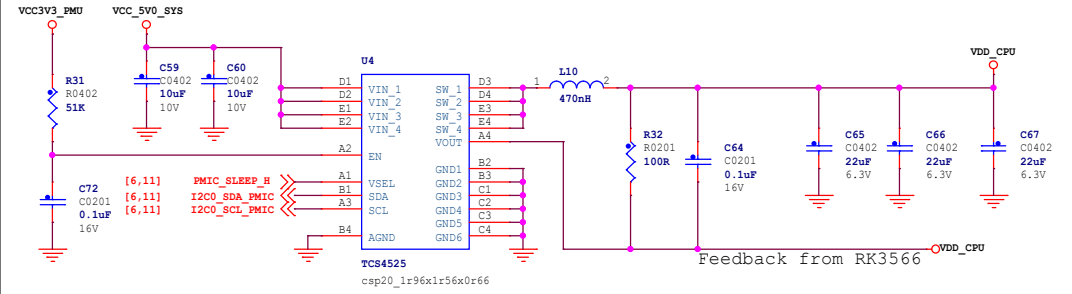 VCC3V3_PMU
VCC_5V0_SYS
R31
R0402
51K
C59
C0402
10uF
10V
C60
C0402
10uF
10V
U4
D1 VIN_1
D2 VIN_2
E1 VIN_3
E2 VIN_4
A2 EN
A1 VSEL
B1 SDA
A3 SCL
B4 AGND
SW_1 D3
SW_2 D4
SW_3 E3
SW_4 E4
VOUT A4
GND1 B2
GND2 B3
GND3 C1
GND4 C2
GND5 C3
GND6 C4
TCS4525
csp20_1r96x1r56x0r66
C72
C0201
0.1uF
16V
[6,11] PMIC_SLEEP_H
[6,11] I2C0_SDA_PMIC
[6,11] I2C0_SCL_PMIC
L10
1 2
470nH
VDD_CPU
R32
R0201
100R
C64
C0201
0.1uF
16V
C65
C0402
22uF
6.3V
C66
C0402
22uF
6.3V
C67
C0402
22uF
6.3V
VDD_CPU
Feedback from RK3566